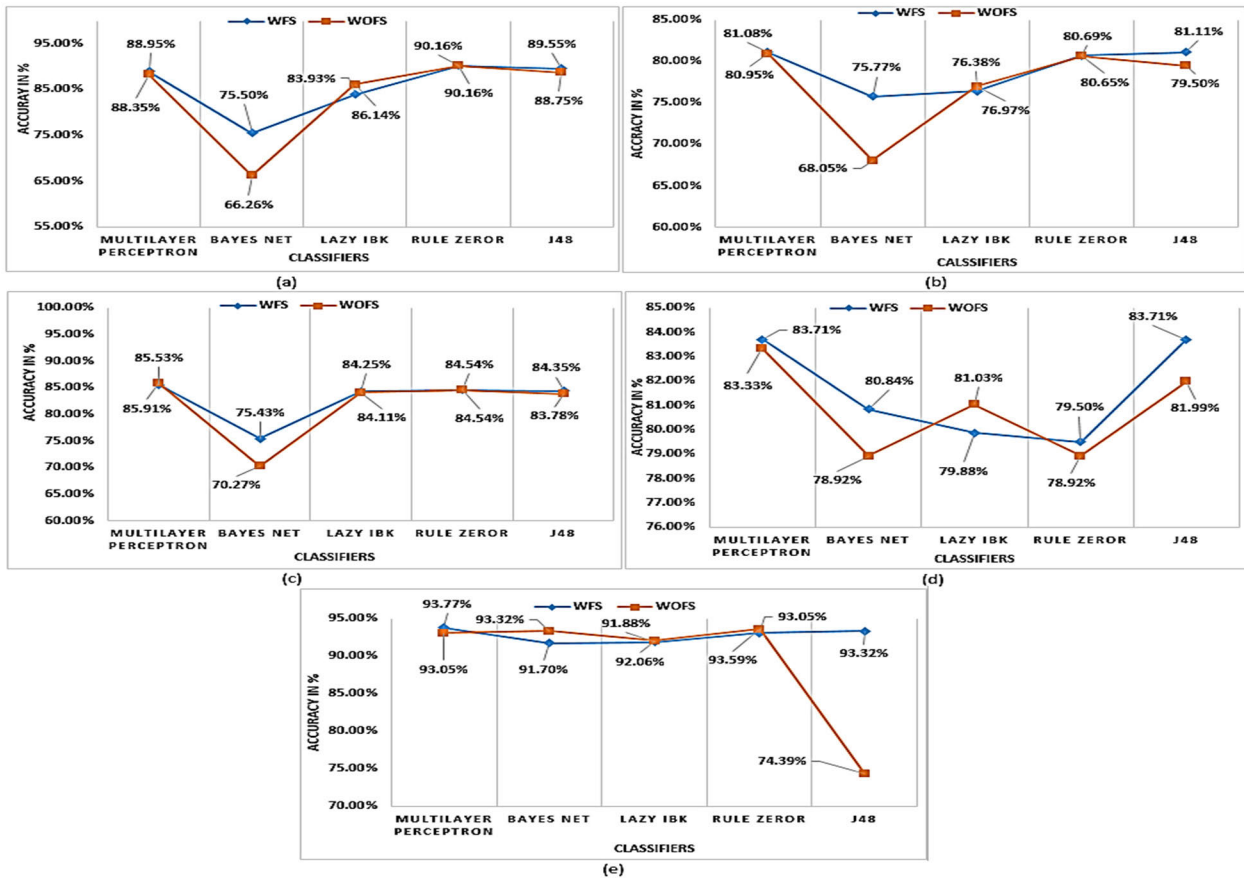 WFS WOFS
ACCURAY IN %
95.00%
85.00%
75.00%
65.00%
55.00%
88.95%
88.35%
75.50%
66.26%
83.93%
86.14%
90.16%
90.16%
89.55%
88.75%
MULTILAYER PERCEPTRON
BAYES NET
LAZY IBK
RULE ZEROR
J48
CLASSIFIERS
(a)
WFS WOFS
ACCRACY IN %
85.00%
80.00%
75.00%
70.00%
65.00%
60.00%
81.08%
80.95%
75.77%
68.05%
76.38%
76.97%
80.69%
80.65%
81.11%
79.50%
MULTILAYER PERCEPTRON
BAYES NET
LAZY IBK
RULE ZEROR
J48
CALSSIFIERS
(b)
WFS WOFS
ACCURACY IN %
100.00%
95.00%
90.00%
85.00%
80.00%
75.00%
70.00%
65.00%
60.00%
85.53%
85.91%
75.43%
70.27%
84.25%
84.11%
84.54%
84.54%
84.35%
83.78%
MULTILAYER PERCEPTRON
BAYES NET
LAZY IBK
RULE ZEROR
J48
CLASSIFIERS
(c)
WFS WOFS
ACCURACY IN %
85.00%
84.00%
83.00%
82.00%
81.00%
80.00%
79.00%
78.00%
77.00%
76.00%
83.71%
83.33%
80.84%
78.92%
81.03%
79.88%
79.50%
78.92%
83.71%
81.99%
MULTILAYER PERCEPTRON
BAYES NET
LAZY IBK
RULE ZEROR
J48
CLASSIFIERS
(d)
WFS WOFS
ACCURACY IN %
95.00%
90.00%
85.00%
80.00%
75.00%
70.00%
93.77%
93.05%
93.32%
91.70%
91.88%
92.06%
93.05%
93.59%
93.32%
74.39%
MULTILAYER PERCEPTRON
BAYES NET
LAZY IBK
RULE ZEROR
J48
CLASSIFIERS
(e)